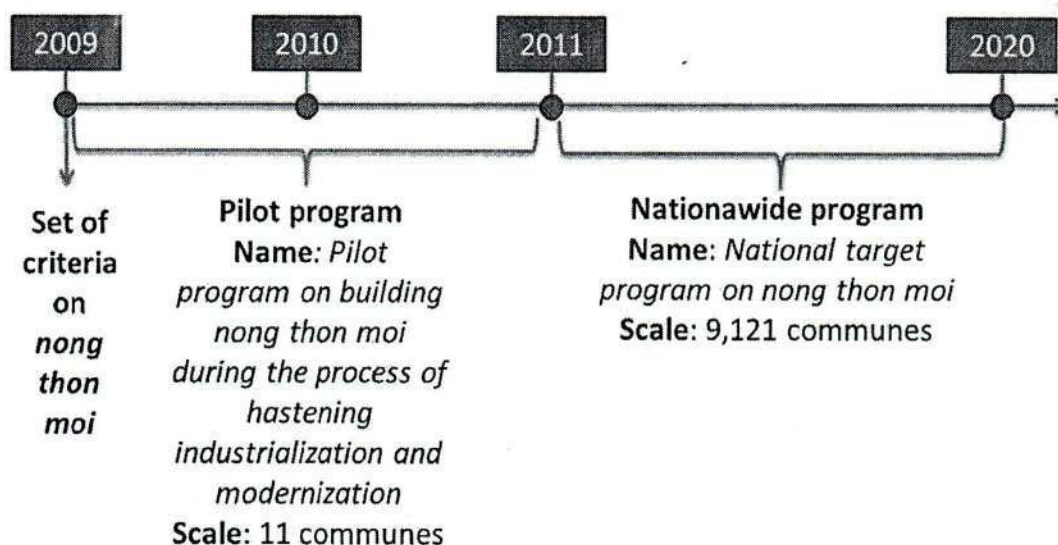 2009
2010
2011
2020
Set of
criteria
on
nong
thon
moi
Pilot program
Name: Pilot
program on building
nong thon moi
during the process of
hastening
industrialization and
modernization
Scale: 11 communes
Nationawide program
Name: National target
program on nong thon moi
Scale: 9,121 communes